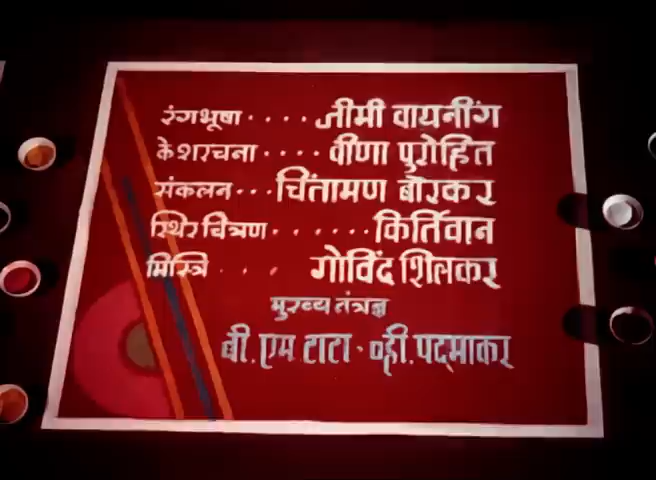 रंगभूषा . . . . जीमी वायनींग
केशरचना . . . . वीणा पुरोहित
संकलन . . . चिंतामण बोरकर
स्थिर चित्रण . . . . . . किर्तिवान
मिस्त्रि . . . . गोविंद शिलकर
मुख्य तंत्रज्ञ
बी. एम टाटा . व्ही. पद्माकर